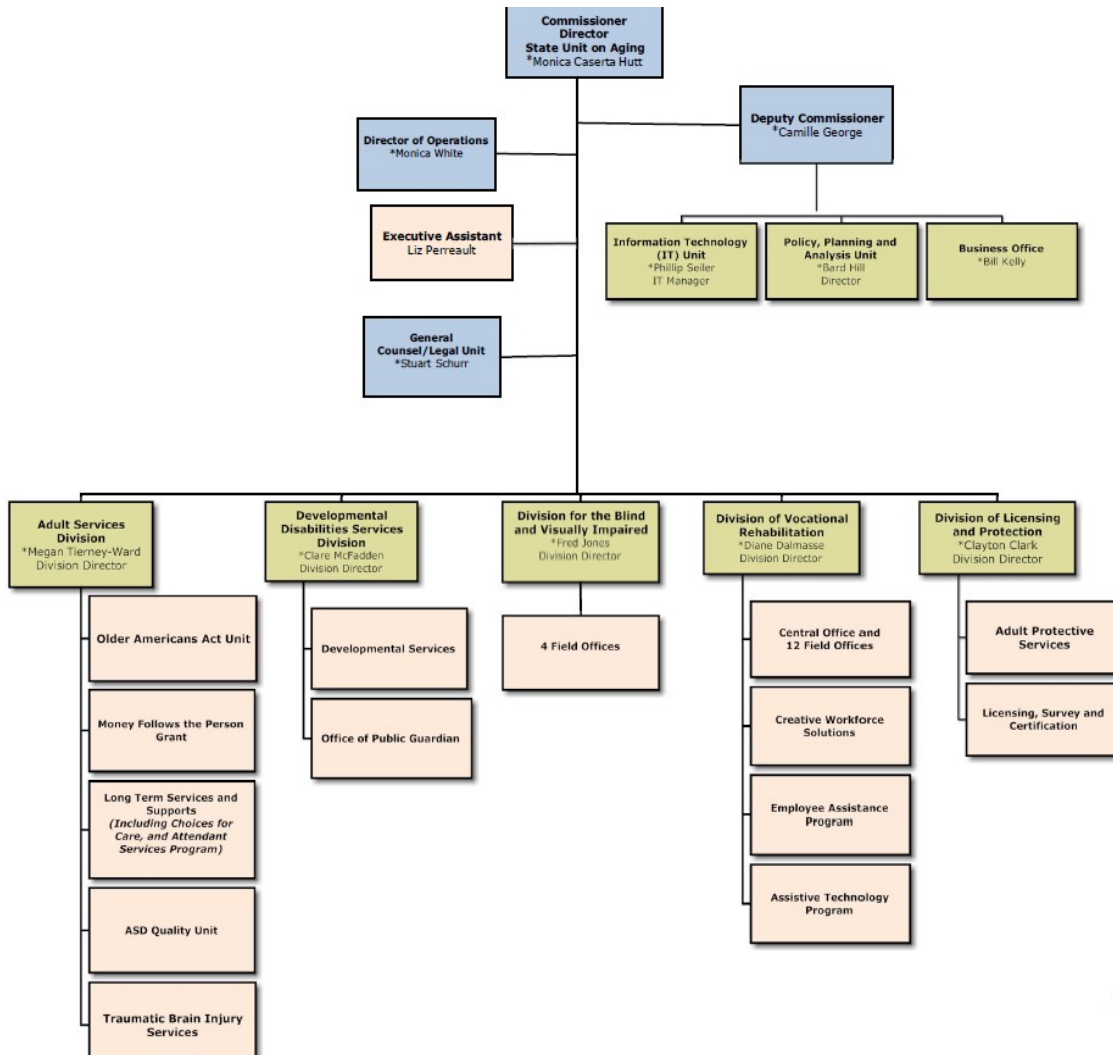 Commissioner
Director
State Unit on Aging
*Monica Caserta Hutt
Deputy Commissioner
*Camille George
Director of Operations
*Monica White
Executive Assistant
Liz Perreault
Information Technology
(IT) Unit
*Phillip Seiler
IT Manager
Policy, Planning and
Analysis Unit
*Bard Hill
Director
Business Office
*Bill Kelly
General
Counsel/Legal Unit
*Stuart Schurr
Adult Services
Division
*Megan Tierney-Ward
Division Director
Older Americans Act Unit
Money Follows the Person
Grant
Long Term Services and
Supports
(Including Choices for
Care, and Attendant
Services Program)
ASD Quality Unit
Traumatic Brain Injury
Services
Developmental
Disabilities Services
Division
*Clare McFadden
Division Director
Developmental Services
Office of Public Guardian
Division for the Blind
and Visually Impaired
*Fred Jones
Division Director
4 Field Offices
Division of Vocational
Rehabilitation
*Diane Dalmasse
Division Director
Central Office and
12 Field Offices
Creative Workforce
Solutions
Employee Assistance
Program
Assistive Technology
Program
Division of Licensing
and Protection
*Clayton Clark
Division Director
Adult Protective
Services
Licensing, Survey and
Certification